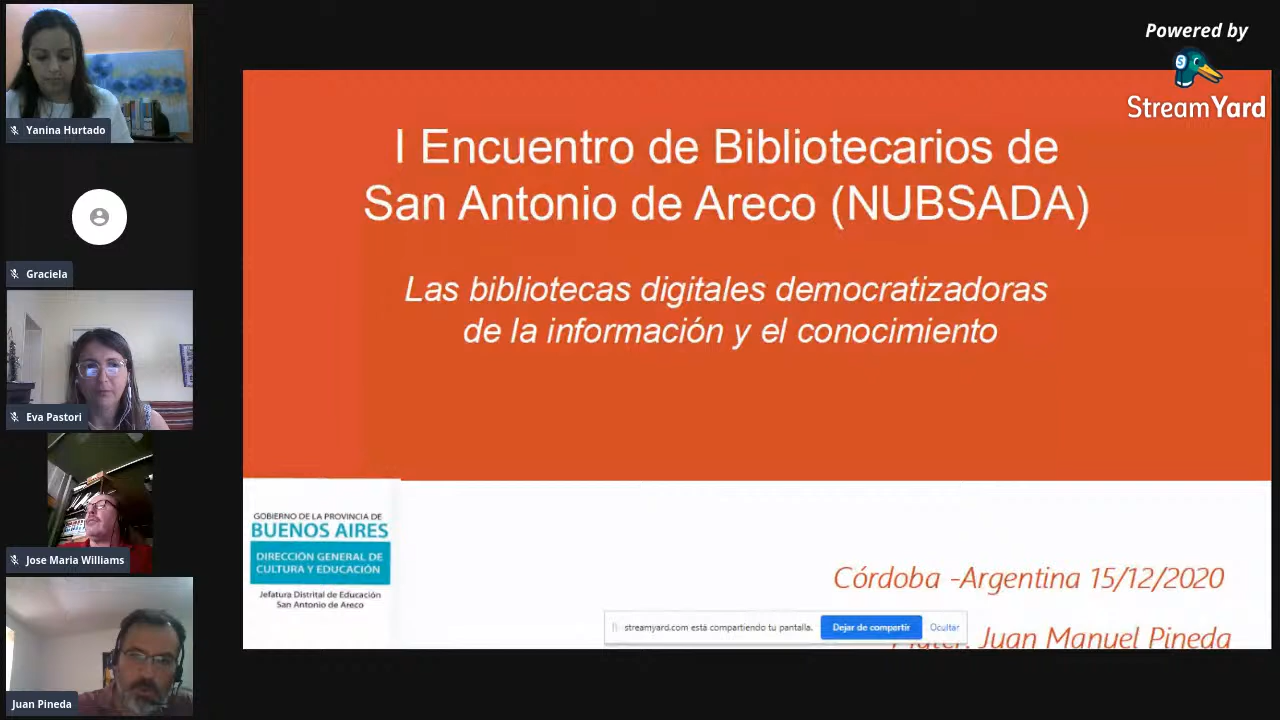 Yanina Hurtado
Graciela
Eva Pastori
Jose Maria Williams
Juan Pineda
Powered by
StreamYard
I Encuentro de Bibliotecarios de
San Antonio de Areco (NUBSADA)
Las bibliotecas digitales democratizadoras
de la información y el conocimiento
GOBIERNO DE LA PROVINCIA DE
BUENOS AIRES
DIRECCIÓN GENERAL DE
CULTURA Y EDUCACIÓN
Jefatura Distrital de Educación
San Antonio de Areco
Córdoba -Argentina 15/12/2020
streamyard.com está compartiendo tu pantalla.
Dejar de compartir
Ocultar
Juan Manuel Pineda